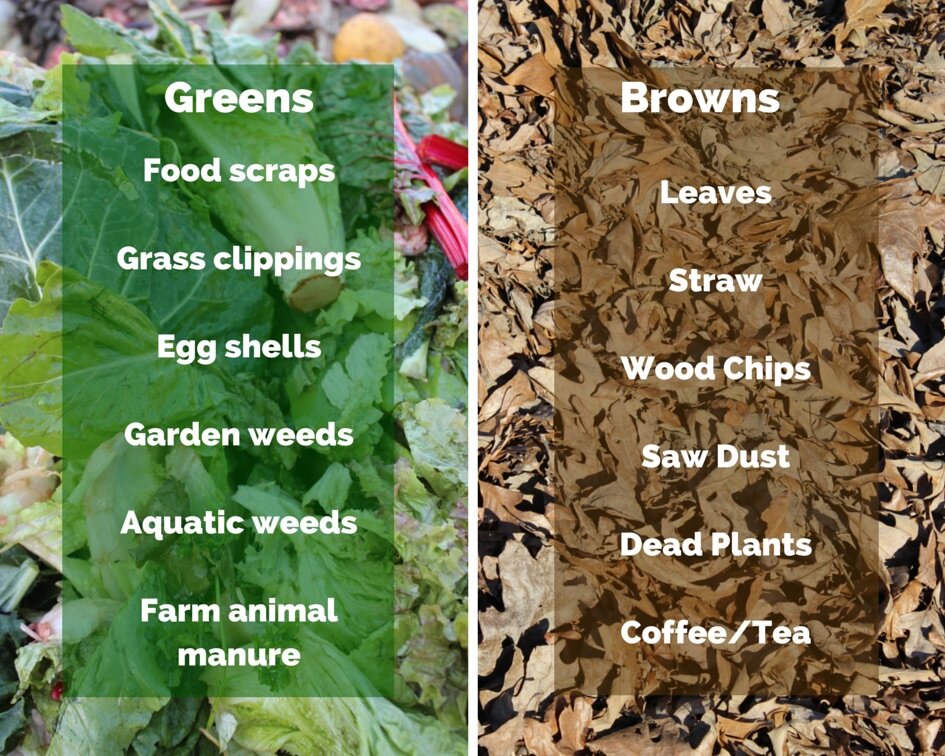 Greens
Food scraps
Grass clippings
Egg shells
Garden weeds
Aquatic weeds
Farm animal
manure
Browns
Leaves
Straw
Wood Chips
Saw Dust
Dead Plants
Coffee/Tea